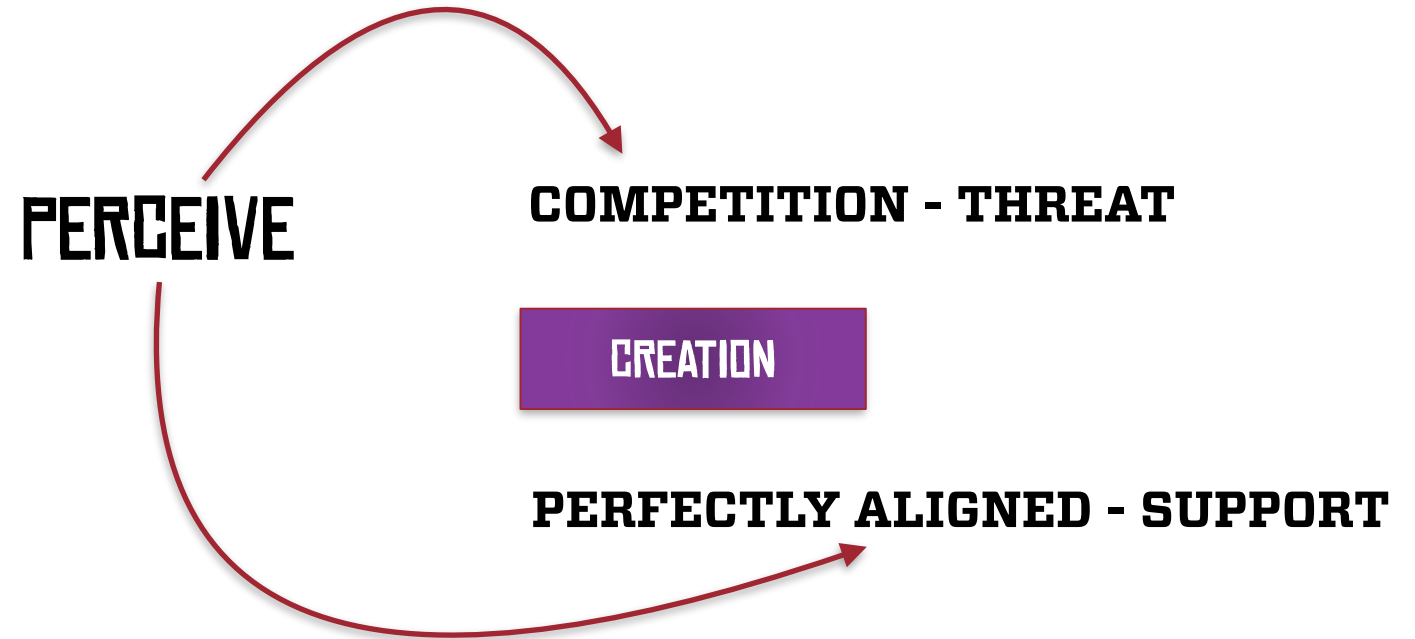 COMPETITION - THREAT
PERCEIVE
CREATION
PERFECTLY ALIGNED - SUPPORT